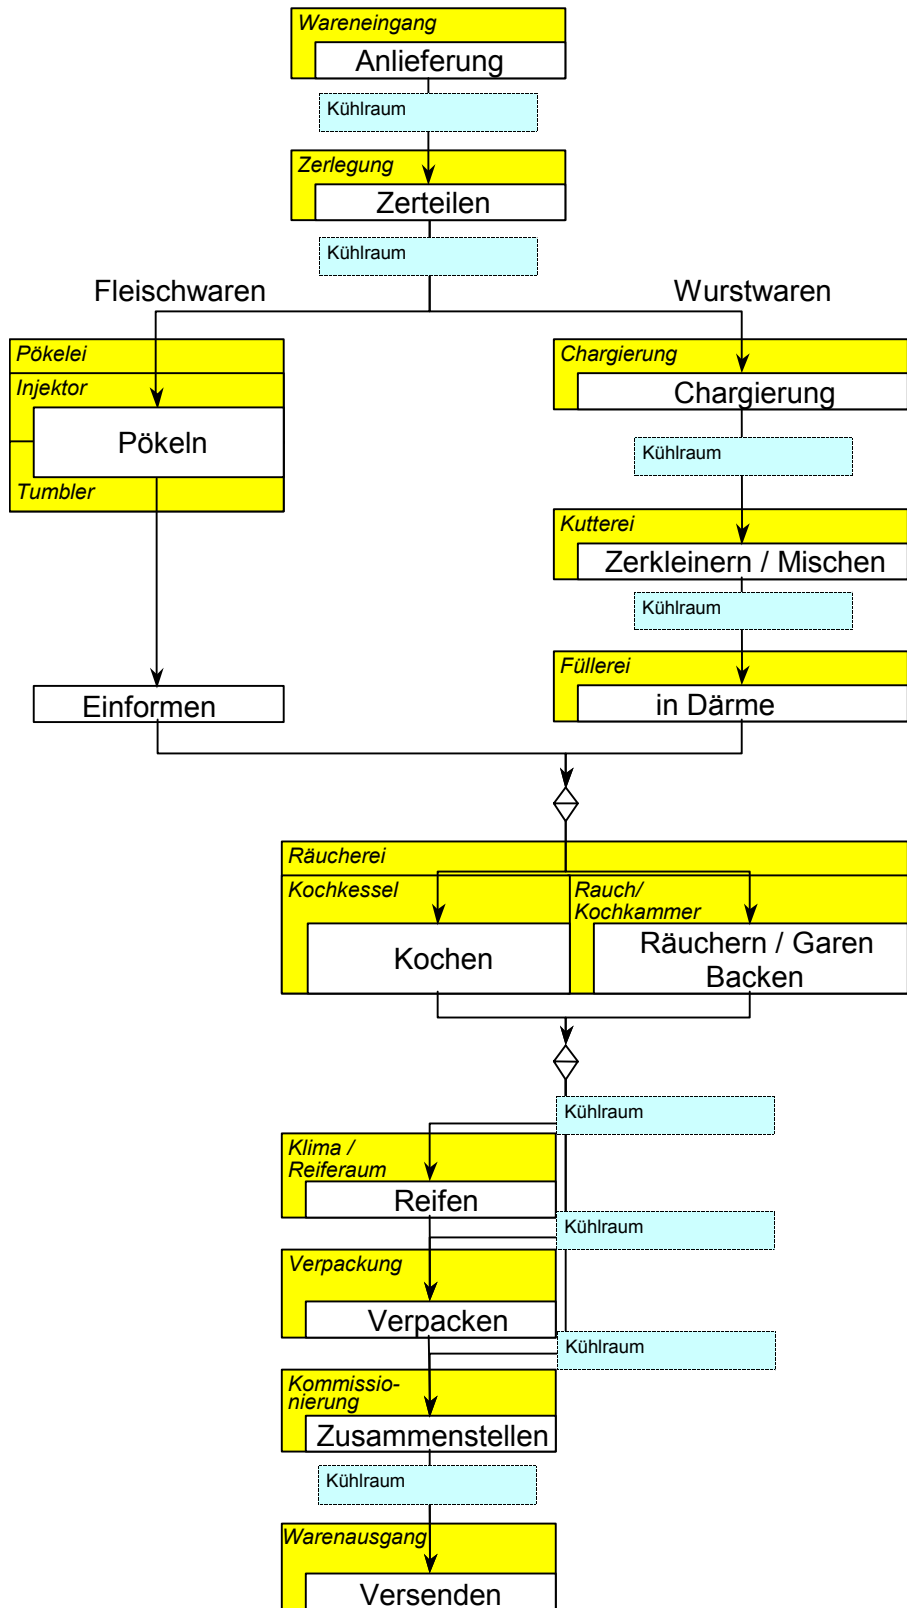 Wareneingang
Anlieferung
Kühlraum
Zerlegung
Zerteilen
Kühlraum
Fleischwaren
Wurstwaren
Pökelei
Injektor
Pökeln
Tumbler
Chargierung
Chargierung
Kühlraum
Kutterei
Zerkleinern / Mischen
Kühlraum
Füllerei
in Därme
Einformen
Räucherei
Kochkessel
Kochen
Rauch/
Kochkammer
Räuchern / Garen
Backen
Kühlraum
Klima /
Reiferaum
Reifen
Kühlraum
Verpackung
Verpacken
Kühlraum
Kommissio-
nierung
Zusammenstellen
Kühlraum
Warenausgang
Versenden